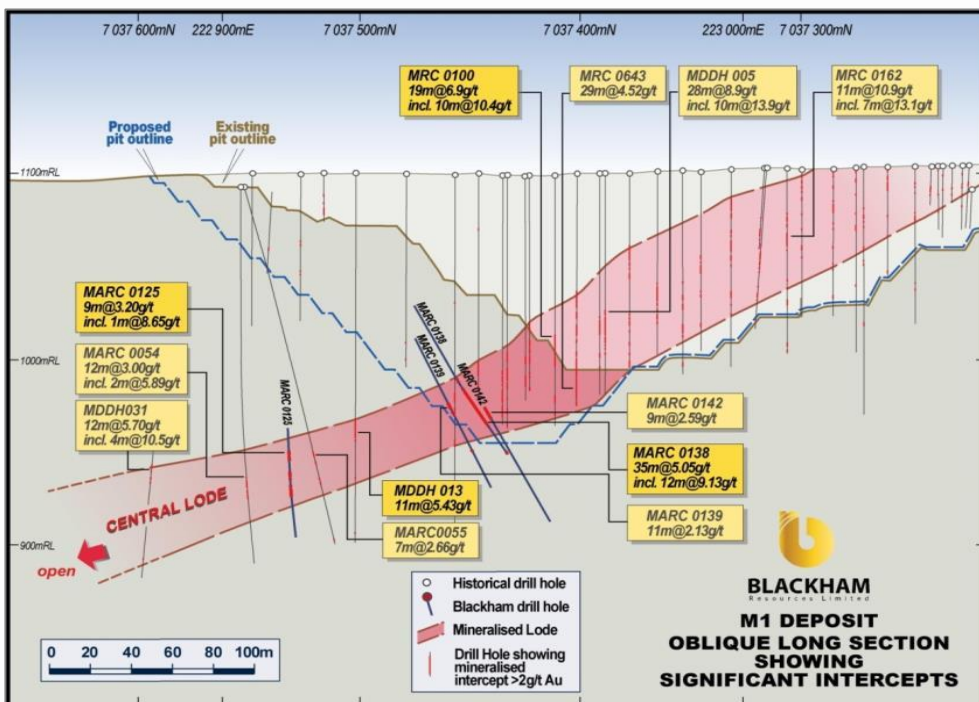 7 037 600mN
222 900mE
7 037 500mN
7 037 400mN
223 000mE
7 037 300mN
MRC 0100
19m@6.9g/t
incl. 10m@10.4g/t
MRC 0643
29m@4.52g/t
MDDH 005
28m@8.9g/t
incl. 10m@13.9g/t
MRC 0162
11m@10.9g/t
incl. 7m@13.1g/t
Proposed
pit outline
Existing
pit outline
1100mRL
MARC 0125
9m@3.20g/t
incl. 1m@8.65g/t
MARC 0054
12m@3.00g/t
incl. 2m@5.89g/t
MDDH031
12m@5.70g/t
incl. 4m@10.5g/t
1000mRL
MARC 0138
MARC 0139
MARC 0142
MARC 0125
MARC 0142
9m@2.59g/t
MARC 0138
35m@5.05g/t
incl. 12m@9.13g/t
MARC 0139
11m@2.13g/t
MDDH 013
11m@5.43g/t
MARC0055
7m@2.66g/t
CENTRAL LODE
900mRL
open
0 20 40 60 80 100m
Historical drill hole
Blackham drill hole
Mineralised Lode
Drill Hole showing
mineralised
intercept >2g/t Au
BLACKHAM
Resources Limited
M1 DEPOSIT
OBLIQUE LONG SECTION
SHOWING
SIGNIFICANT INTERCEPTS